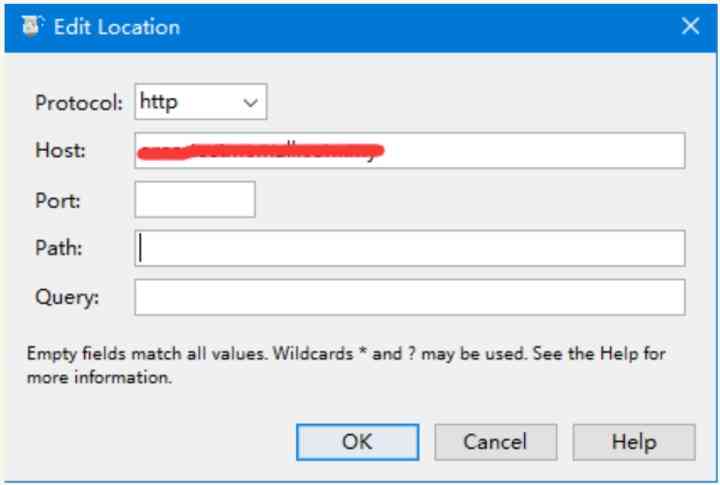 Edit Location
Protocol: http
Host:
Port:
Path:
Query:
Empty fields match all values. Wildcards * and ? may be used. See the Help for
more information.
OK Cancel Help